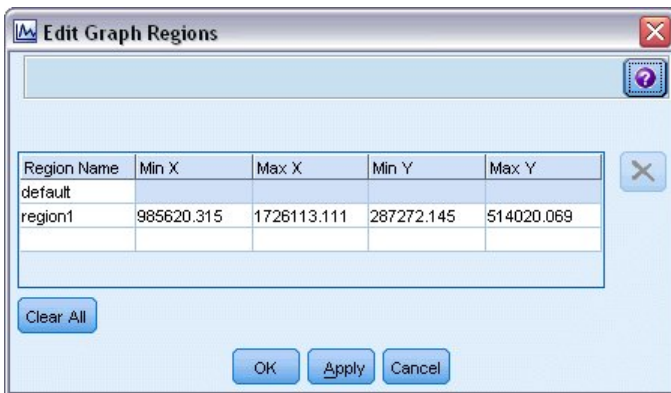 Edit Graph Regions
Region Name Min X Max X Min Y Max Y
default
region1 985620.315 1726113.111 287272.145 514020.069
Clear All
OK Apply Cancel